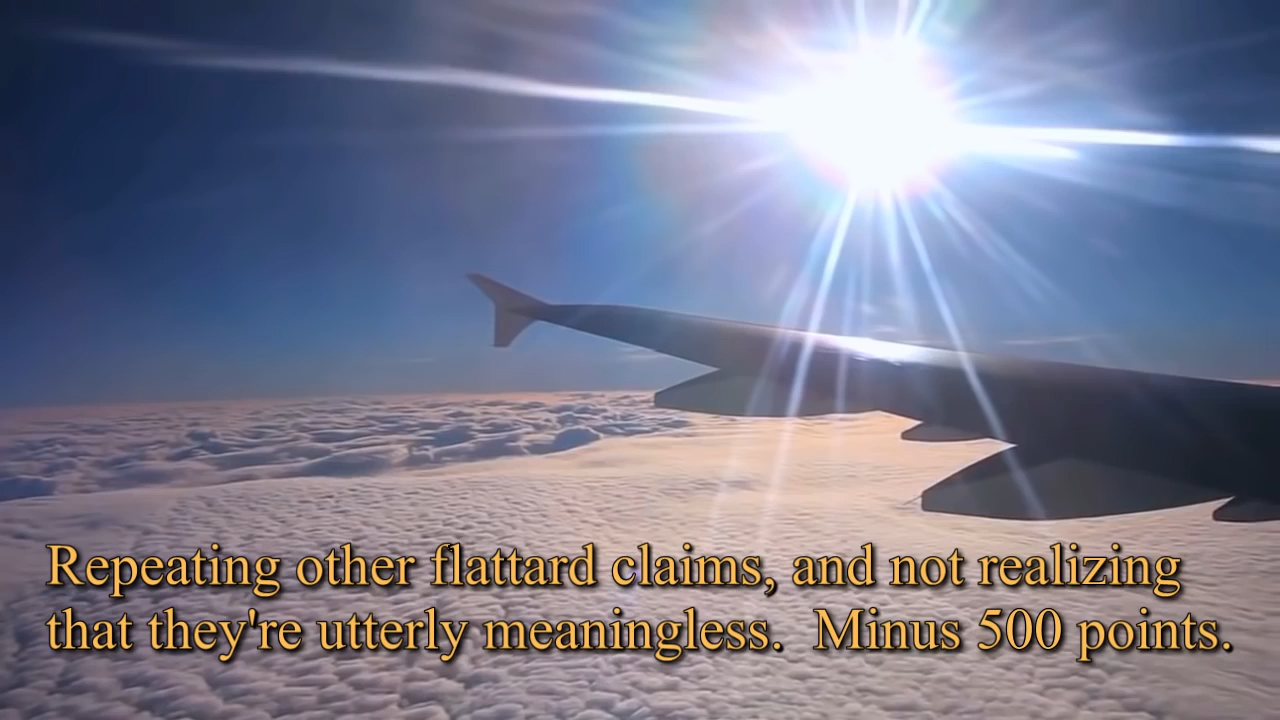 Repeating other flattard claims, and not realizing
that they're utterly meaningless.  Minus 500 points.